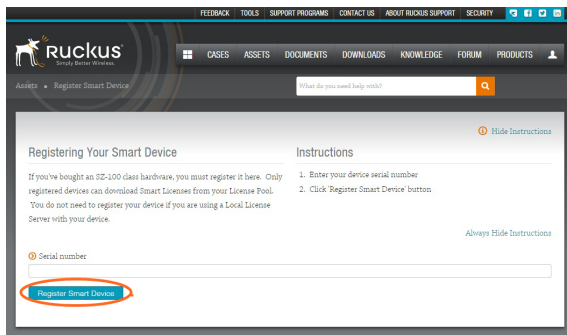 FEEDBACK TOOLS SUPPORT PROGRAMS CONTACT US ABOUT RUCKUS SUPPORT SECURITY
Ruckus
Simply Better Wireless.
CASES ASSETS DOCUMENTS DOWNLOADS KNOWLEDGE FORUM PRODUCTS
Assets • Register Smart Device
What do you need help with?
Hide Instructions
Registering Your Smart Device
If you've bought an SZ-100 class hardware, you must register it here. Only
registered devices can download Smart Licenses from your License Pool.
You do not need to register your device if you are using a Local License
Server with your device.
Instructions
1. Enter your device serial number
2. Click 'Register Smart Device' button
Always Hide Instructions
Serial number
Register Smart Device